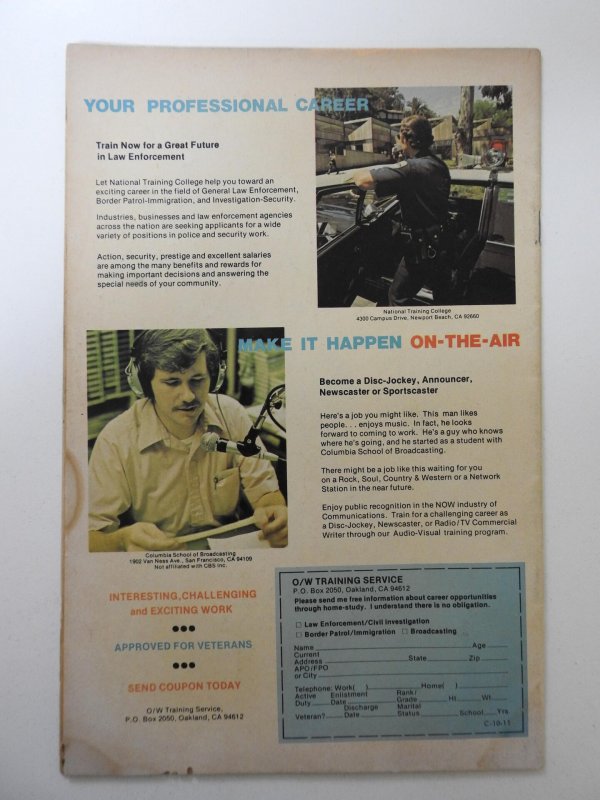 YOUR PROFESSIONAL CAREER
Train Now for a Great Future
in Law Enforcement
Let National Training College help you toward an
exciting career in the field of General Law Enforcement,
Border Patrol-Immigration, and Investigation-Security.
Industries, businesses and law enforcement agencies
across the nation are seeking applicants for a wide
variety of positions in police and security work.
Action, security, prestige and excellent salaries
are among the many benefits and rewards for
making important decisions and answering the
special needs of your community.
National Training College
4300 Campus Drive, Newport Beach, CA 92660
MAKE IT HAPPEN ON-THE-AIR
Become a Disc-Jockey, Announcer,
Newscaster or Sportscaster
Here's a job you might like. This man likes
people. . . enjoys music. In fact, he looks
forward to coming to work. He's a guy who knows
where he's going, and he started as a student with
Columbia School of Broadcasting.
There might be a job like this waiting for you
on a Rock, Soul, Country & Western or a Network
Station in the near future.
Enjoy public recognition in the NOW industry of
Communications. Train for a challenging career as
a Disc-Jockey, Newscaster, or Radio/TV Commercial
Writer through our Audio-Visual training program.
Columbia School of Broadcasting
1902 Van Ness Ave., San Francisco, CA 94109
Not affiliated with CBS Inc.
INTERESTING, CHALLENGING
and EXCITING WORK
●●●
APPROVED FOR VETERANS
●●●
SEND COUPON TODAY
O/W Training Service,
P.O. Box 2050, Oakland, CA 94612
O/W TRAINING SERVICE
P.O. Box 2050, Oakland, CA 94612
Please send me free information about career opportunities
through home-study. I understand there is no obligation.
□ Law Enforcement/Civil Investigation
□ Border Patrol/Immigration □ Broadcasting
Name Age
Current
Address State Zip
APO/FPO
or City
Telephone: Work( ) Home( )
Active Enlistment Rank/
Duty Date Grade Ht. Wt.
Discharge Marital
Veteran? Date Status School Yrs.
C-10-11